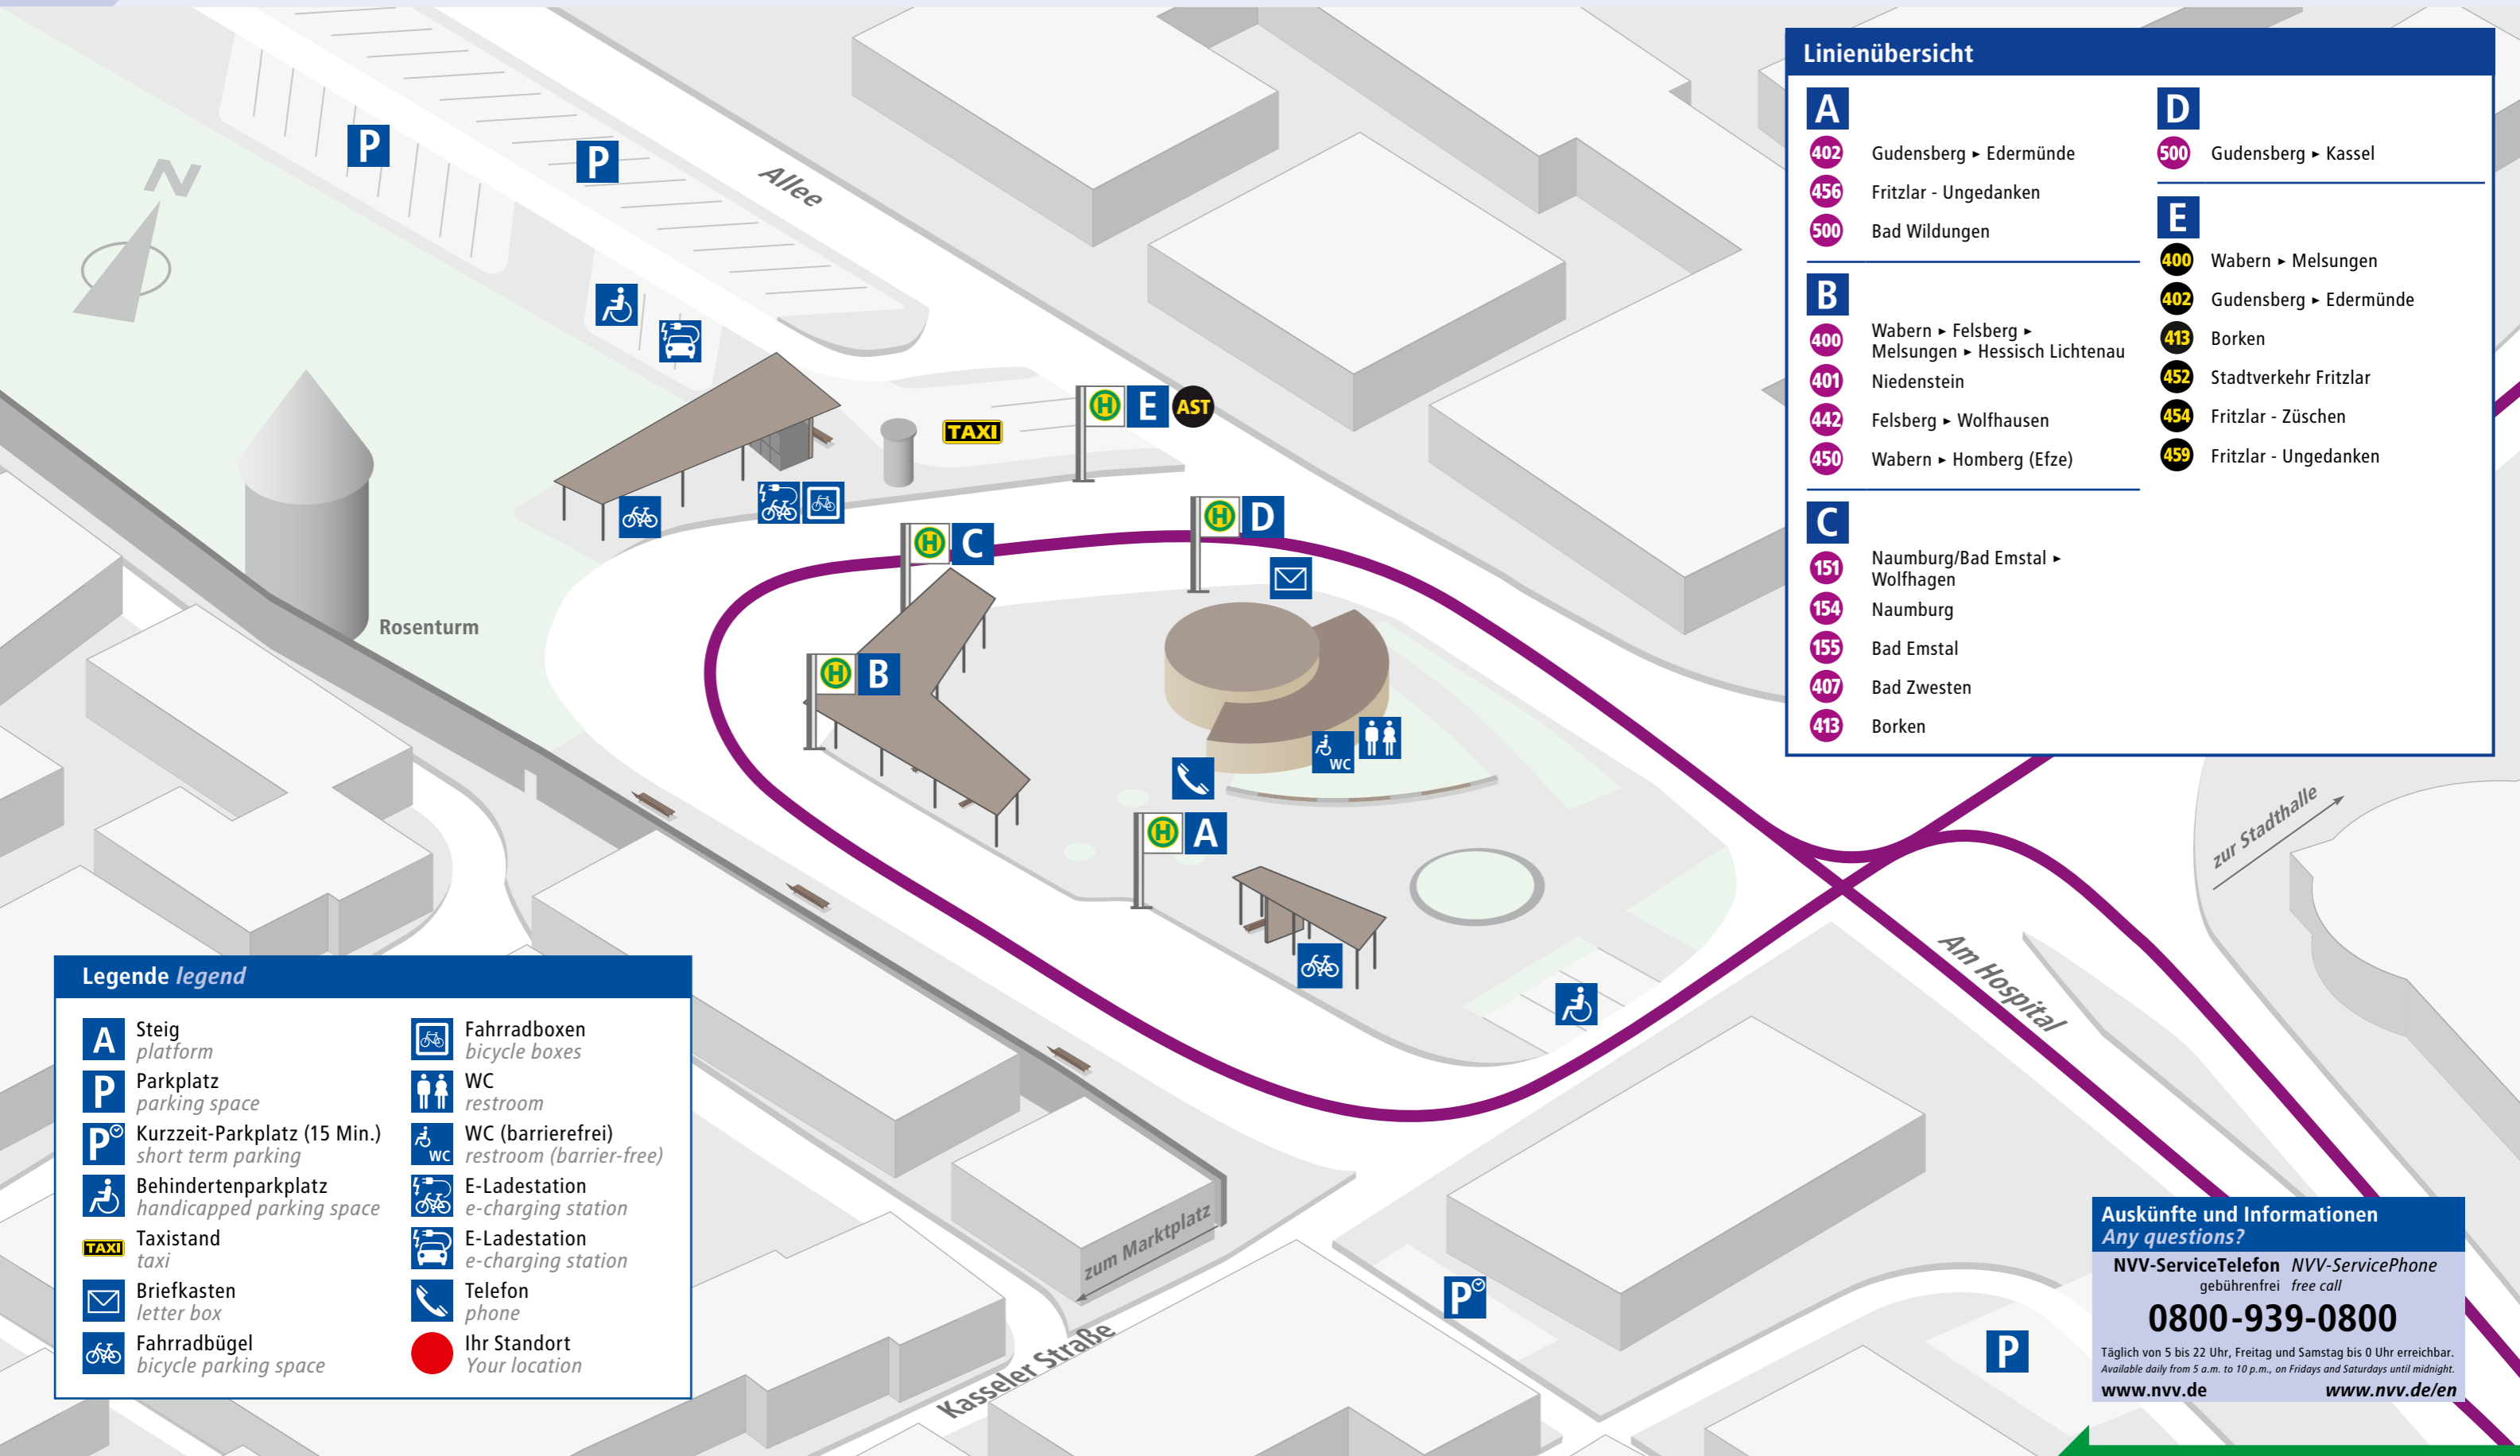 N
P
P
Allee
H E AST
TAXI
H C
H D
H B
Rosenturm
WC
H A
zur Stadthalle
Am Hospital
zum Marktplatz
Kasseler Straße
P
P
Linienübersicht
A
402 Gudensberg ▸ Edermünde
456 Fritzlar - Ungedanken
500 Bad Wildungen
B
400 Wabern ▸ Felsberg ▸
Melsungen ▸ Hessisch Lichtenau
401 Niedenstein
442 Felsberg ▸ Wolfhausen
450 Wabern ▸ Homberg (Efze)
C
151 Naumburg/Bad Emstal ▸
Wolfhagen
154 Naumburg
155 Bad Emstal
407 Bad Zwesten
413 Borken
D
500 Gudensberg ▸ Kassel
E
400 Wabern ▸ Melsungen
402 Gudensberg ▸ Edermünde
413 Borken
452 Stadtverkehr Fritzlar
454 Fritzlar - Züschen
459 Fritzlar - Ungedanken
Legende legend
A Steig
platform
P Parkplatz
parking space
P Kurzzeit-Parkplatz (15 Min.)
short term parking
Behindertenparkplatz
handicapped parking space
TAXI Taxistand
taxi
Briefkasten
letter box
Fahrradbügel
bicycle parking space
Fahrradboxen
bicycle boxes
WC
restroom
WC WC (barrierefrei)
restroom (barrier-free)
E-Ladestation
e-charging station
E-Ladestation
e-charging station
Telefon
phone
Ihr Standort
Your location
Auskünfte und Informationen
Any questions?
NVV-ServiceTelefon NVV-ServicePhone
gebührenfrei free call
0800-939-0800
Täglich von 5 bis 22 Uhr, Freitag und Samstag bis 0 Uhr erreichbar.
Available daily from 5 a.m. to 10 p.m., on Fridays and Saturdays until midnight.
www.nvv.de www.nvv.de/en